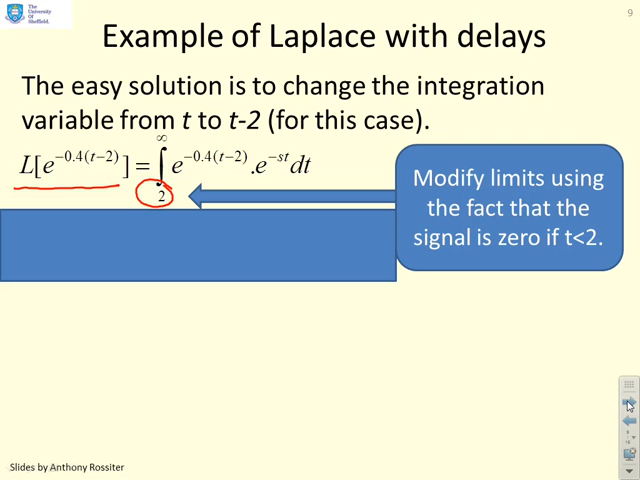 The
University
Of
Sheffield.
9
Example of Laplace with delays
The easy solution is to change the integration
variable from t to t-2 (for this case).
L[e^{-0.4(t-2)}] = ∫_2^∞ e^{-0.4(t-2)}.e^{-st}dt
Modify limits using
the fact that the
signal is zero if t<2.
Slides by Anthony Rossiter